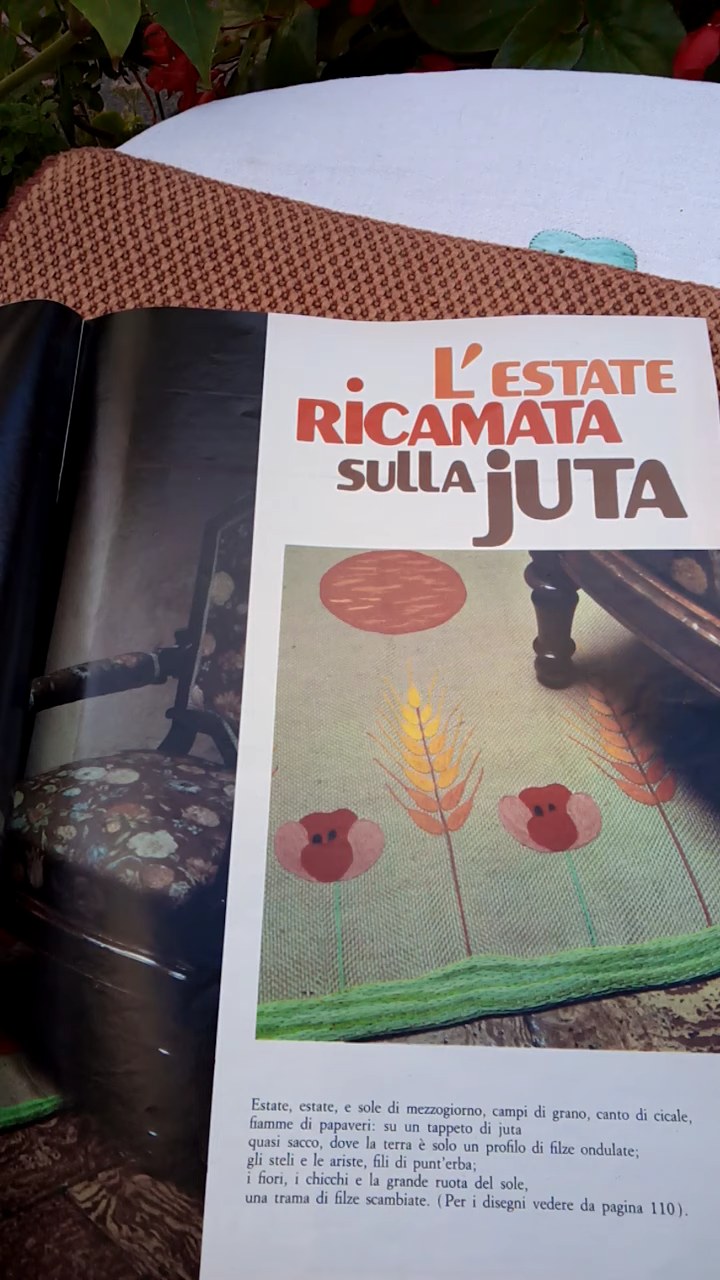 L'ESTATE
RiCAMATA
sulla juta
Estate, estate, e sole di mezzogiorno, campi di grano, canto di cicale,
fiamme di papaveri: su un tappeto di juta
quasi sacco, dove la terra è solo un profilo di filze ondulate;
gli steli e le ariste, fili di punt'erba;
i fiori, i chicchi e la grande ruota del sole,
una trama di filze scambiate. (Per i disegni vedere da pagina 110).